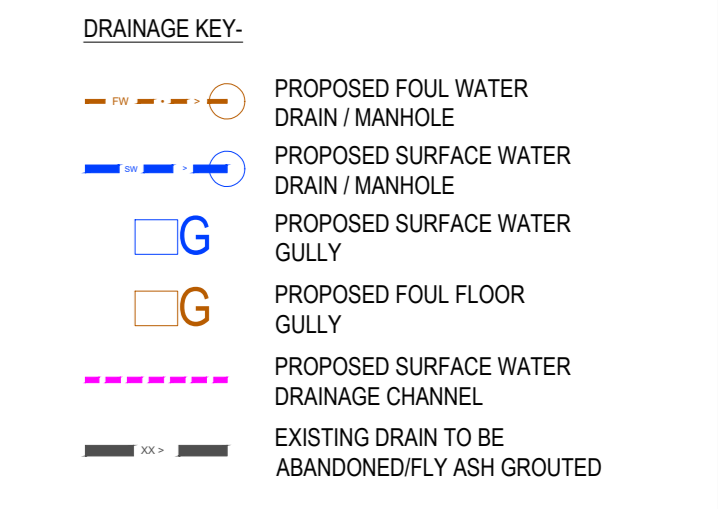 DRAINAGE KEY-
FW • >
PROPOSED FOUL WATER
DRAIN / MANHOLE
SW >
PROPOSED SURFACE WATER
DRAIN / MANHOLE
G
PROPOSED SURFACE WATER
GULLY
G
PROPOSED FOUL FLOOR
GULLY
PROPOSED SURFACE WATER
DRAINAGE CHANNEL
XX >
EXISTING DRAIN TO BE
ABANDONED/FLY ASH GROUTED